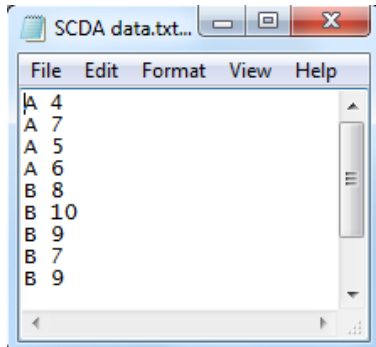 SCDA data.txt...
File Edit Format View Help
A 4
A 7
A 5
A 6
B 8
B 10
B 9
B 7
B 9